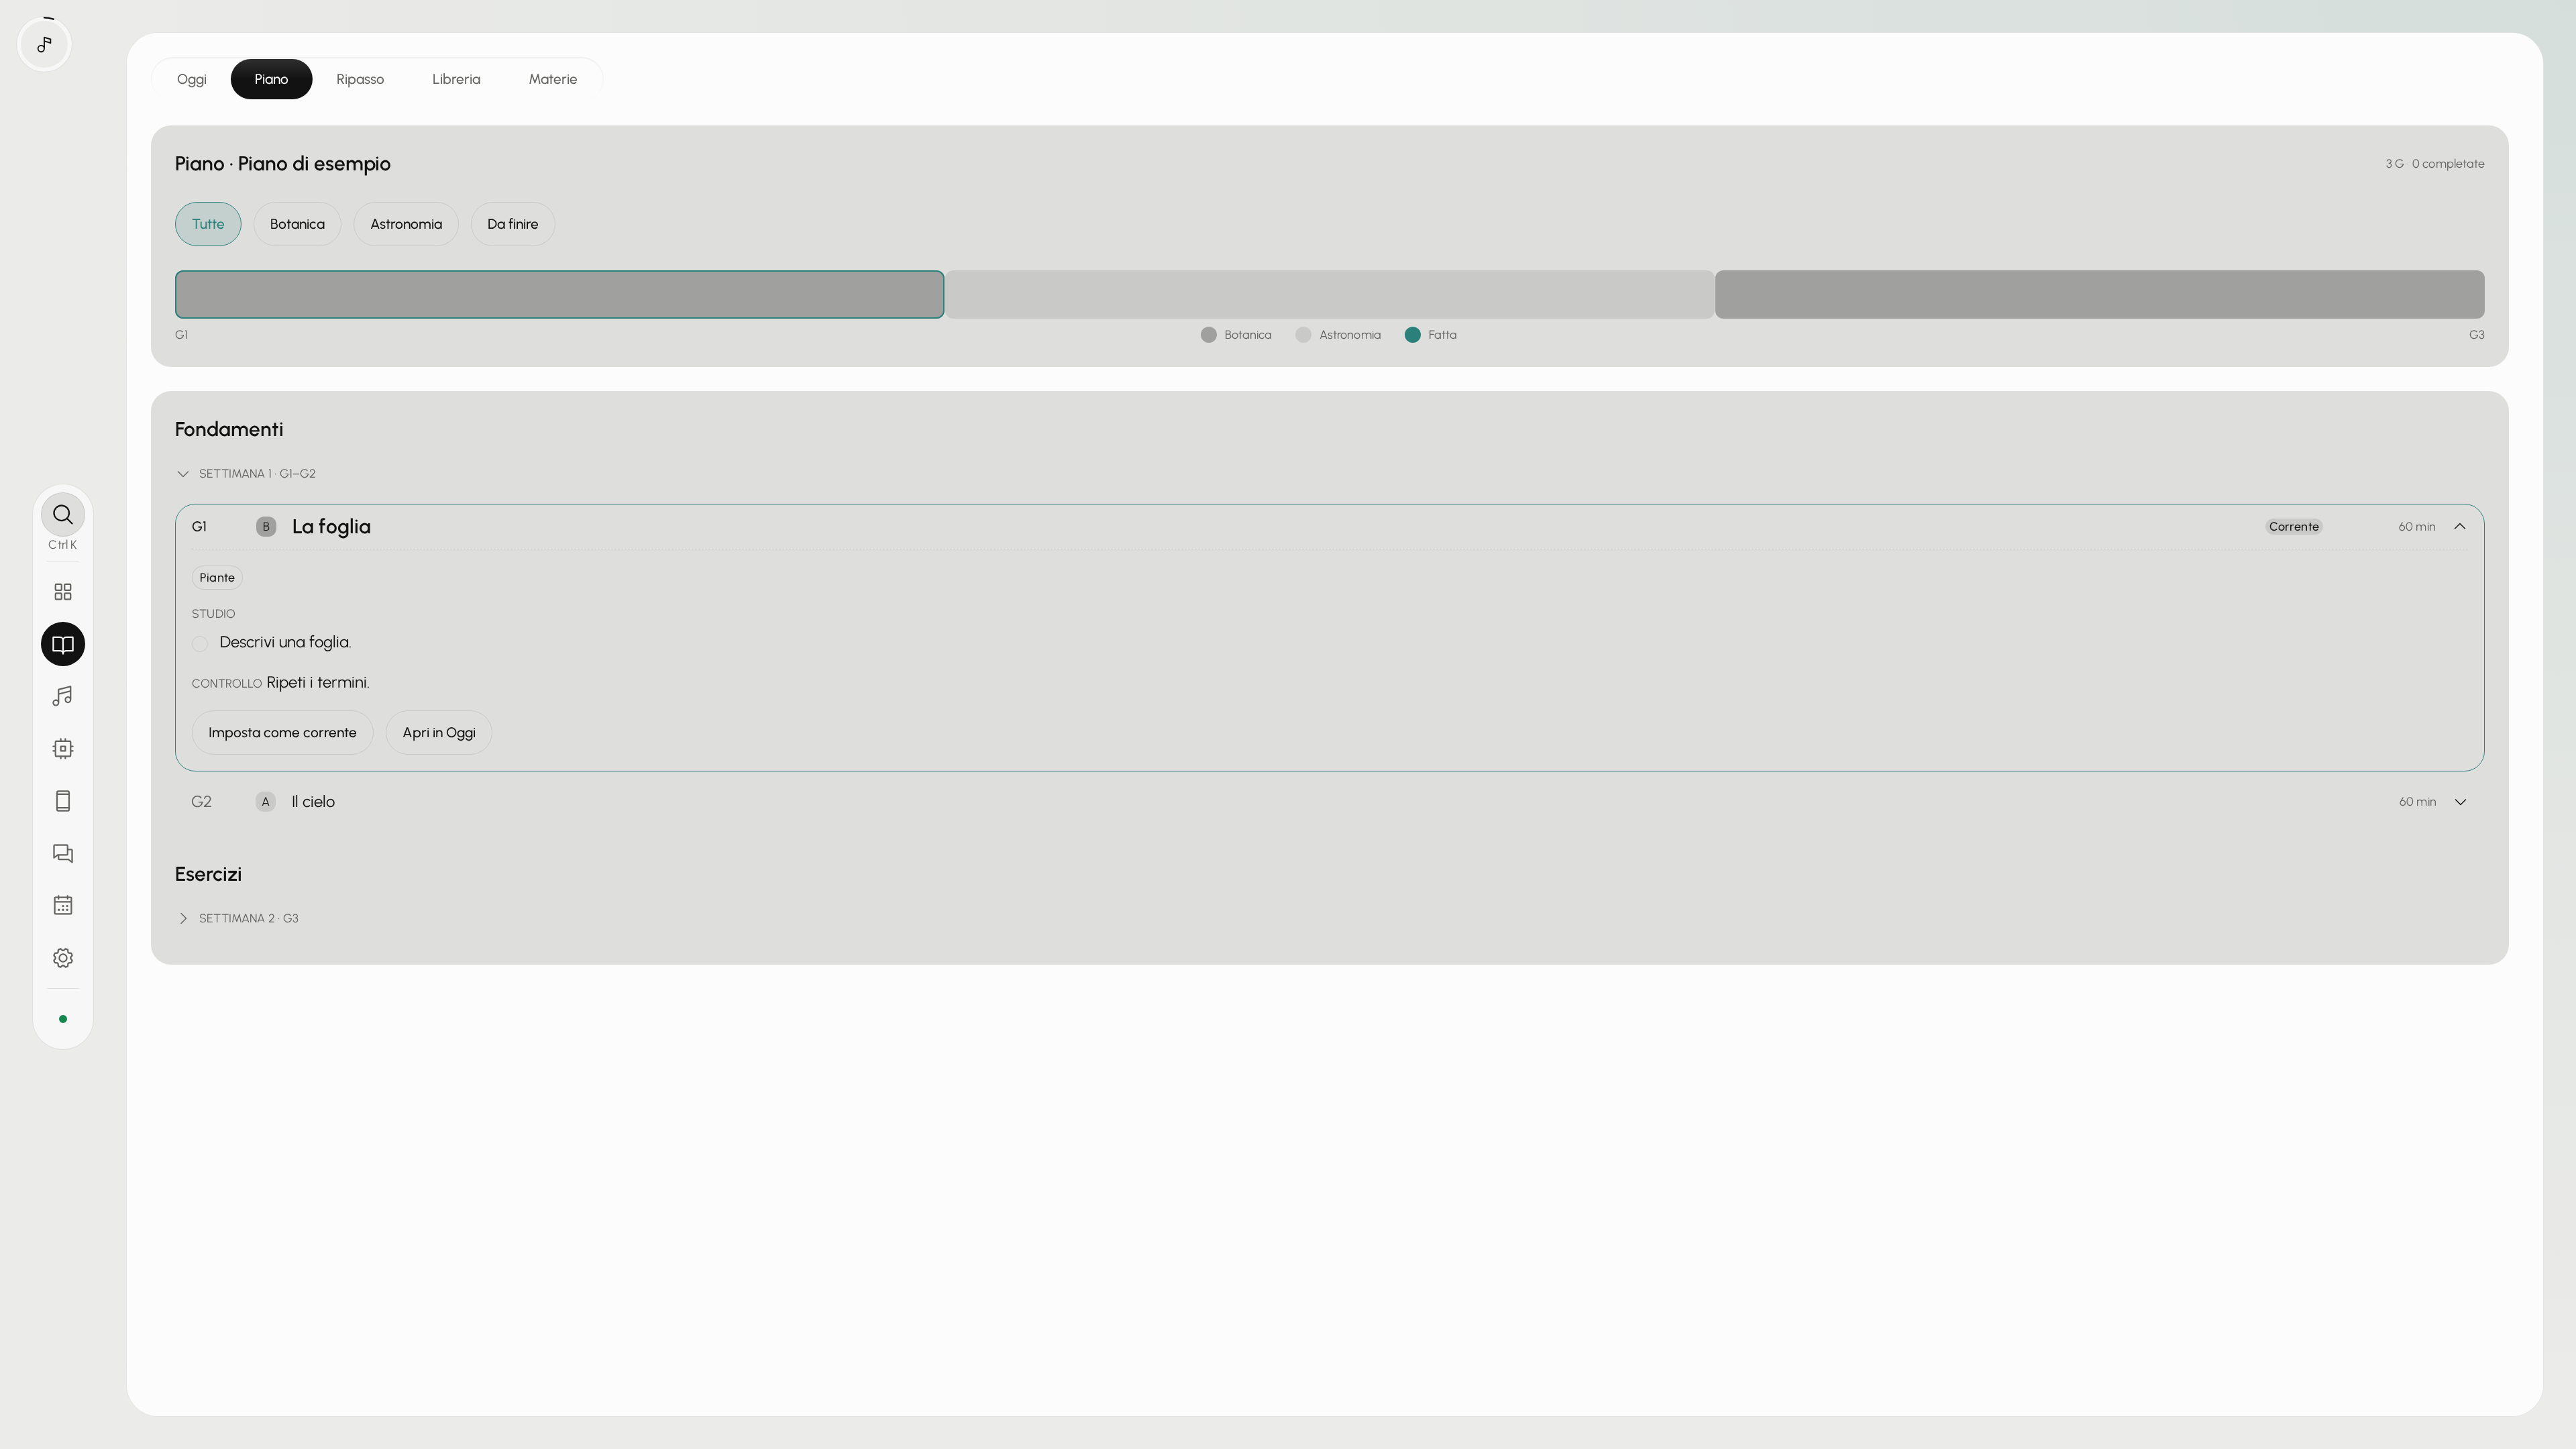 Oggi Piano Ripasso Libreria Materie
Piano · Piano di esempio
3 G · 0 completate
Tutte Botanica Astronomia Da finire
G1 Botanica Astronomia Fatta G3
Fondamenti
SETTIMANA 1 · G1–G2
Ctrl K
G1 B La foglia Corrente 60 min
Piante
STUDIO
Descrivi una foglia.
CONTROLLO Ripeti i termini.
Imposta come corrente Apri in Oggi
G2 A Il cielo 60 min
Esercizi
SETTIMANA 2 · G3